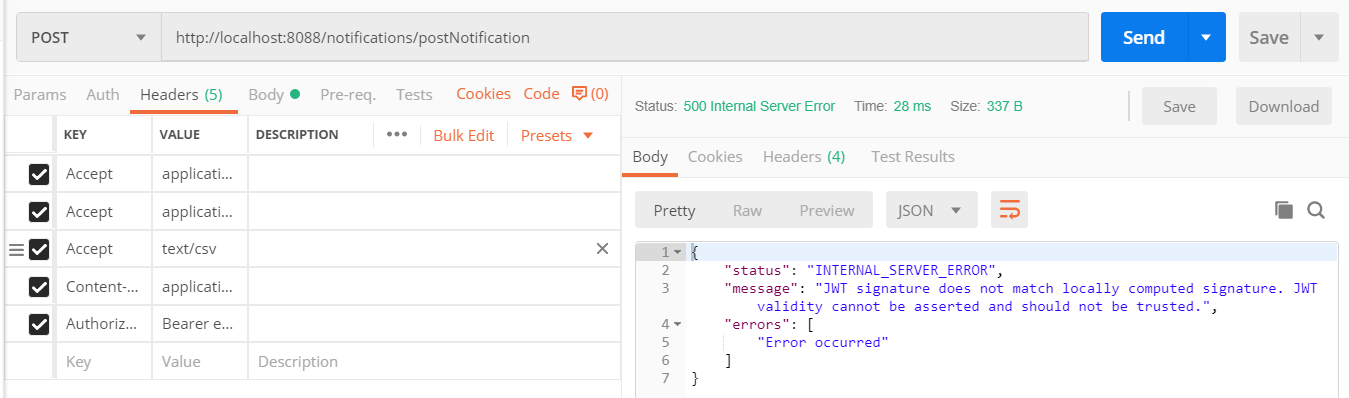 POST http://localhost:8088/notifications/postNotification Send Save
Params Auth Headers (5) Body Pre-req. Tests Cookies Code (0)
KEY VALUE DESCRIPTION ••• Bulk Edit Presets
Accept applicati...
Accept applicati...
Accept text/csv
Content-... applicati...
Authoriz... Bearer e...
Key Value Description
Status: 500 Internal Server Error Time: 28 ms Size: 337 B Save Download
Body Cookies Headers (4) Test Results
Pretty Raw Preview JSON
1 {
2 "status": "INTERNAL_SERVER_ERROR",
3 "message": "JWT signature does not match locally computed signature. JWT
validity cannot be asserted and should not be trusted.",
4 "errors": [
5 "Error occurred"
6 ]
7 }